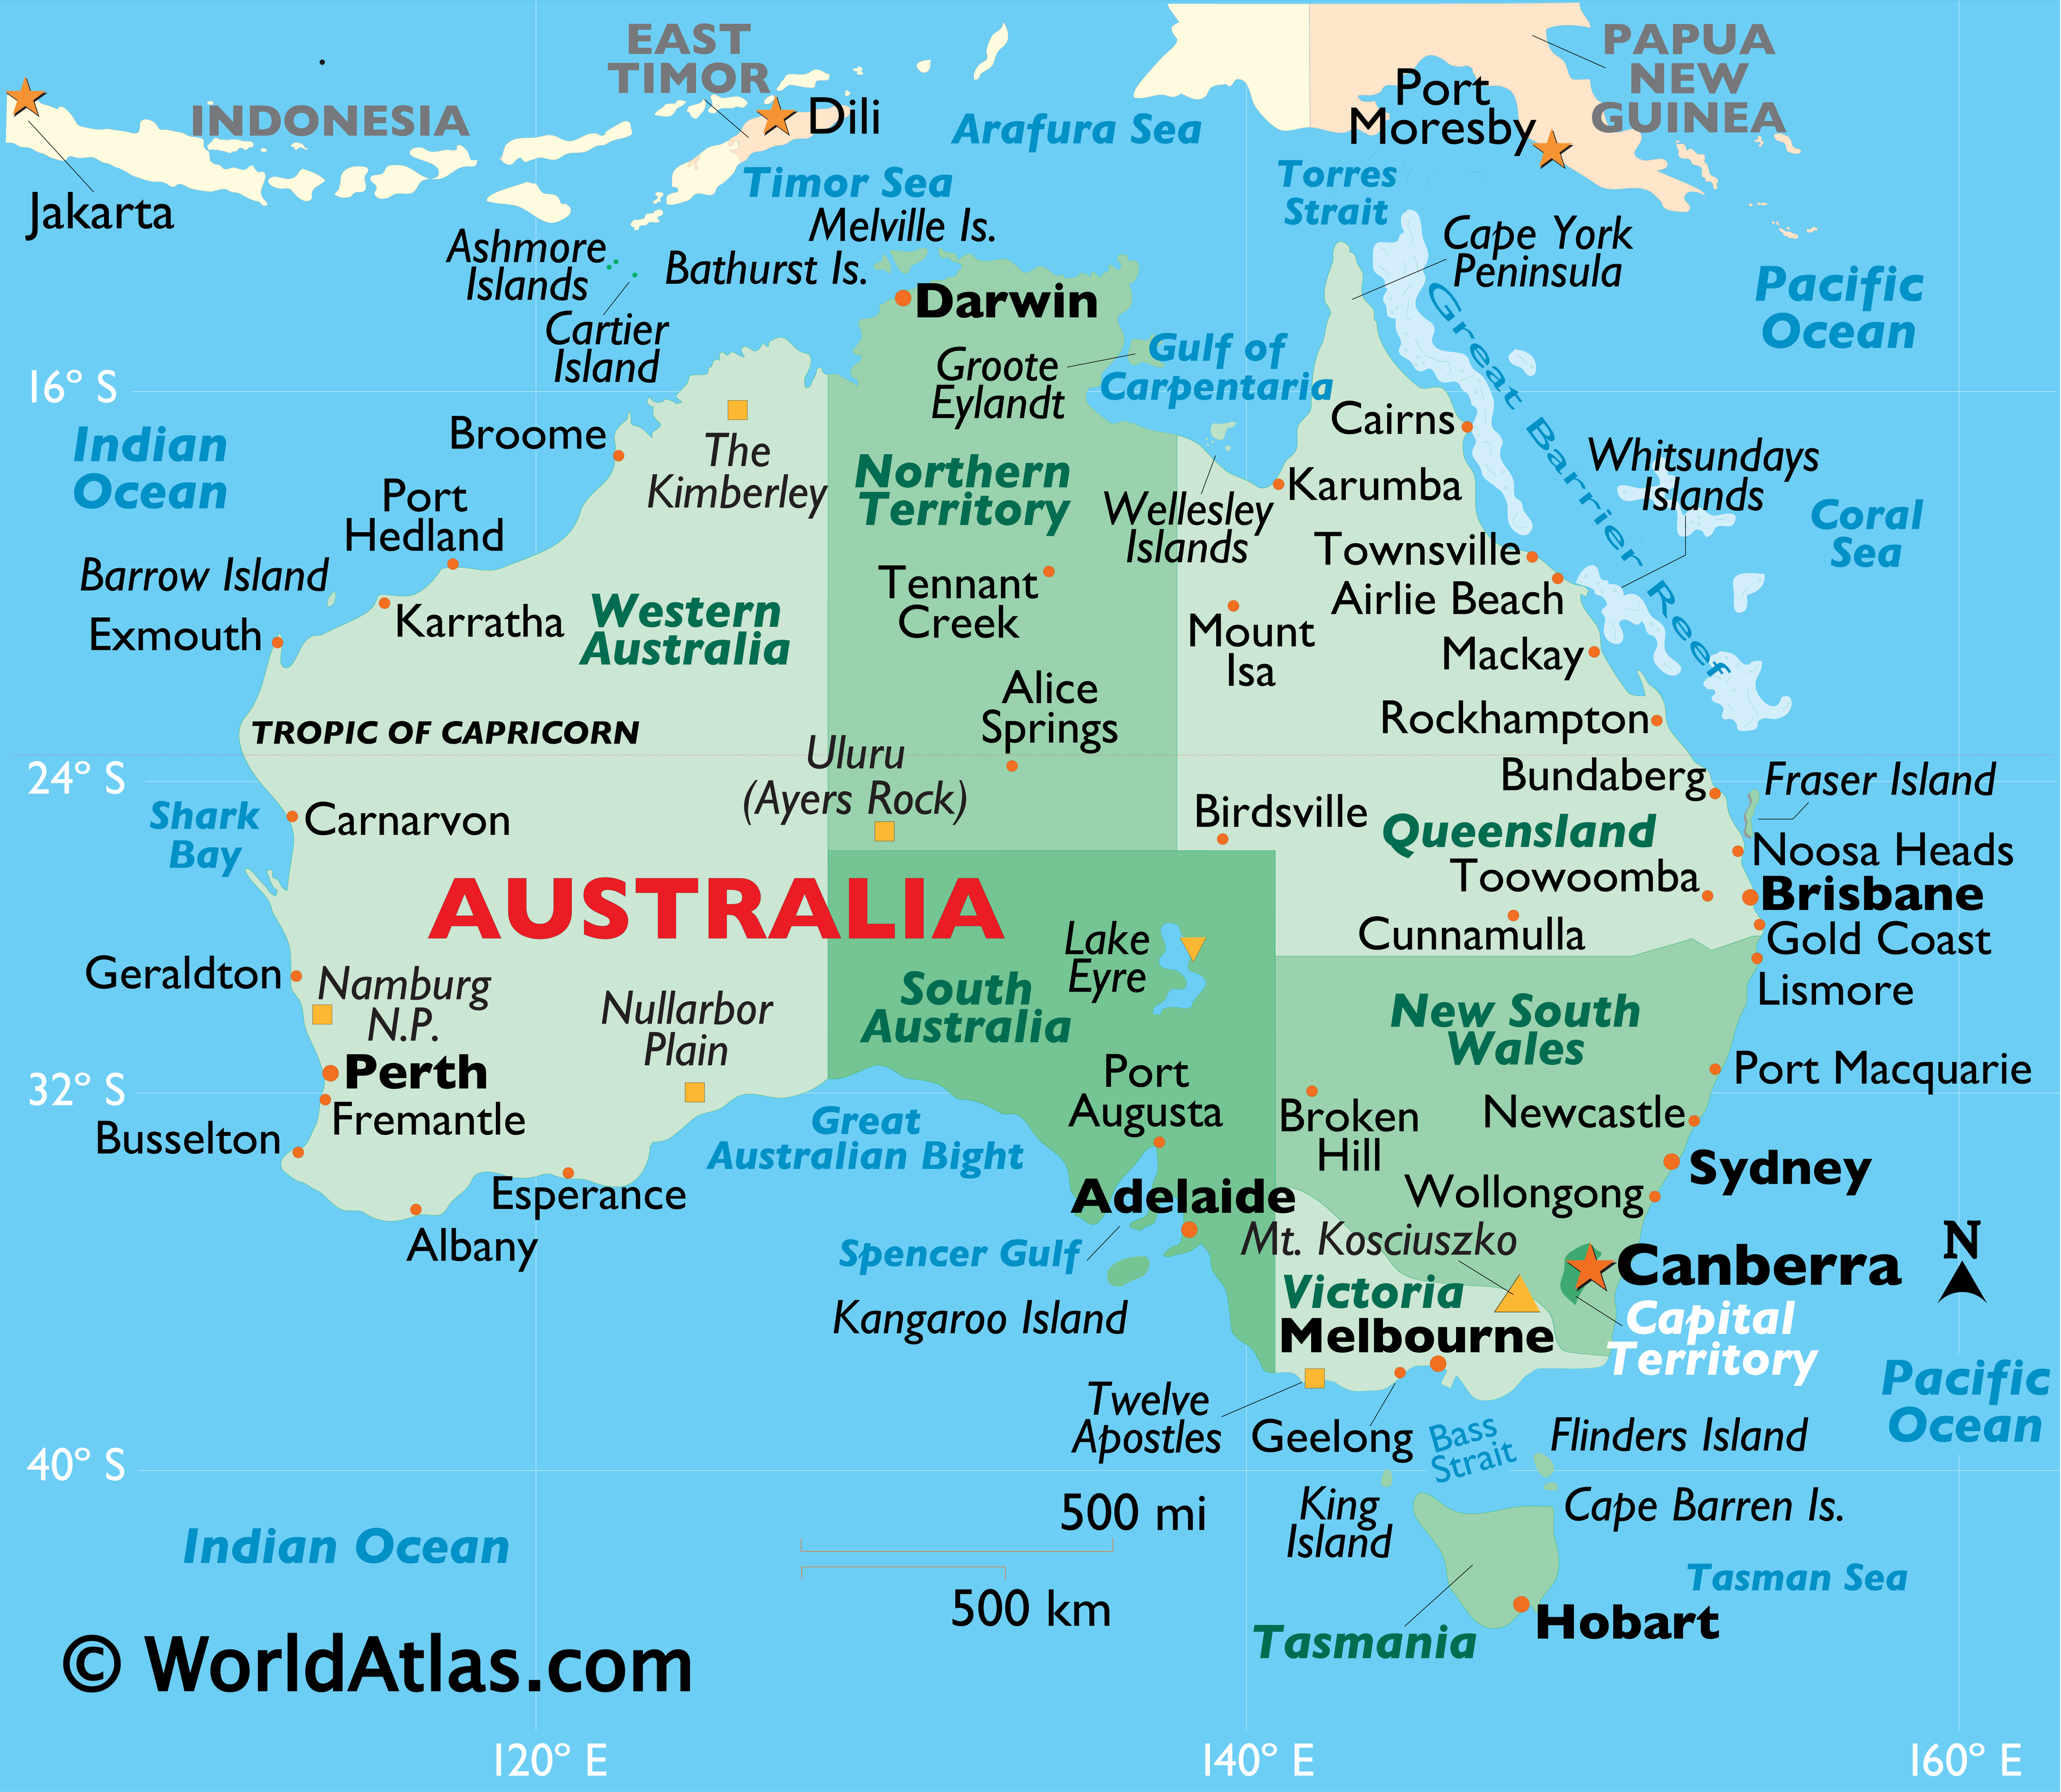 EAST
TIMOR
PAPUA
NEW
GUINEA
INDONESIA
Dili
Port
Moresby
Arafura Sea
Jakarta
Timor Sea
Torres
Strait
Melville Is.
Ashmore
Islands
Bathurst Is.
Cape York
Peninsula
Pacific
Ocean
Darwin
Cartier
Island
Great Barrier Reef
Groote
Eylandt
Gulf of
Carpentaria
16° S
Indian
Ocean
Broome
The
Kimberley
Cairns
Whitsundays
Islands
Northern
Territory
Port
Hedland
Wellesley
Islands
Karumba
Coral
Sea
Townsville
Barrow Island
Exmouth
Karratha
Western
Australia
Tennant
Creek
Airlie Beach
Mount
Isa
Mackay
Alice
Springs
Rockhampton
TROPIC OF CAPRICORN
Uluru
(Ayers Rock)
24° S
Bundaberg
Fraser Island
Shark
Bay
Carnarvon
Birdsville
Queensland
Noosa Heads
Toowoomba
Brisbane
AUSTRALIA
Cunnamulla
Gold Coast
Lake
Eyre
Geraldton
Namburg
N.P.
Nullarbor
Plain
South
Australia
New South
Wales
Lismore
Perth
32° S
Fremantle
Port
Augusta
Port Macquarie
Broken
Hill
Newcastle
Busselton
Great
Australian Bight
Sydney
Esperance
Adelaide
Wollongong
Albany
Spencer Gulf
Mt. Kosciuszko
N
Canberra
Kangaroo Island
Victoria
Melbourne
Capital
Territory
Pacific
Ocean
Twelve
Apostles
Geelong
Bass
Strait
Flinders Island
40° S
500 mi
King
Island
Cape Barren Is.
Indian Ocean
Tasman Sea
500 km
Hobart
Tasmania
© WorldAtlas.com
120° E
140° E
160° E